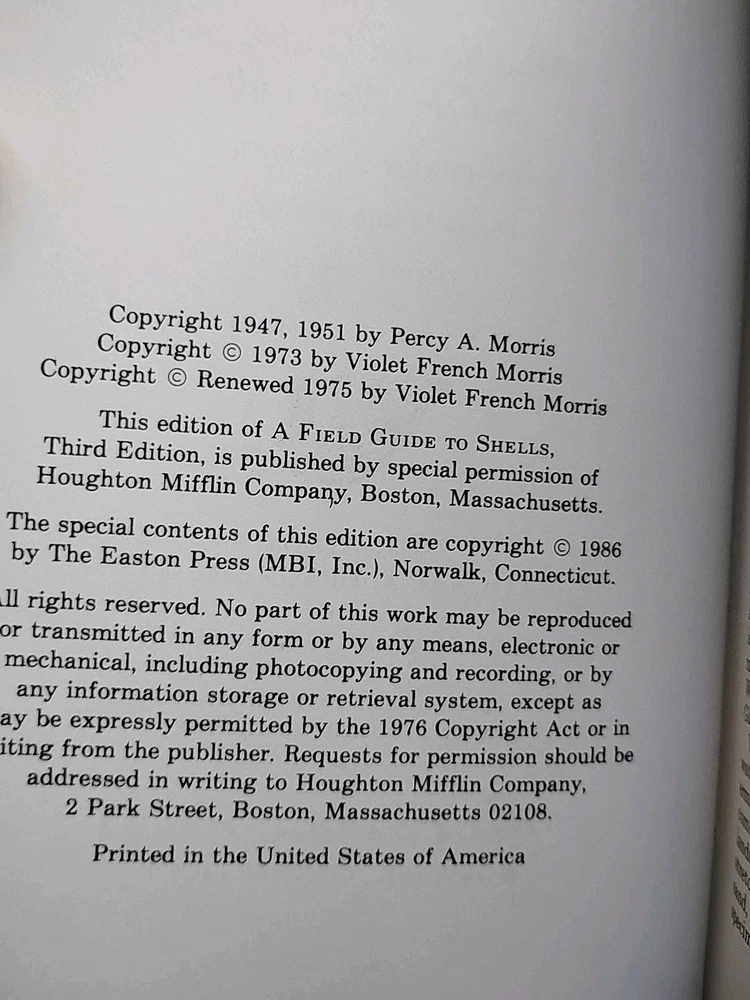 Copyright 1947, 1951 by Percy A. Morris
Copyright © 1973 by Violet French Morris
Copyright © Renewed 1975 by Violet French Morris
This edition of A FIELD GUIDE TO SHELLS,
Third Edition, is published by special permission of
Houghton Mifflin Company, Boston, Massachusetts.
The special contents of this edition are copyright © 1986
by The Easton Press (MBI, Inc.), Norwalk, Connecticut.
All rights reserved. No part of this work may be reproduced
or transmitted in any form or by any means, electronic or
mechanical, including photocopying and recording, or by
any information storage or retrieval system, except as
ay be expressly permitted by the 1976 Copyright Act or in
iting from the publisher. Requests for permission should be
addressed in writing to Houghton Mifflin Company,
2 Park Street, Boston, Massachusetts 02108.
Printed in the United States of America